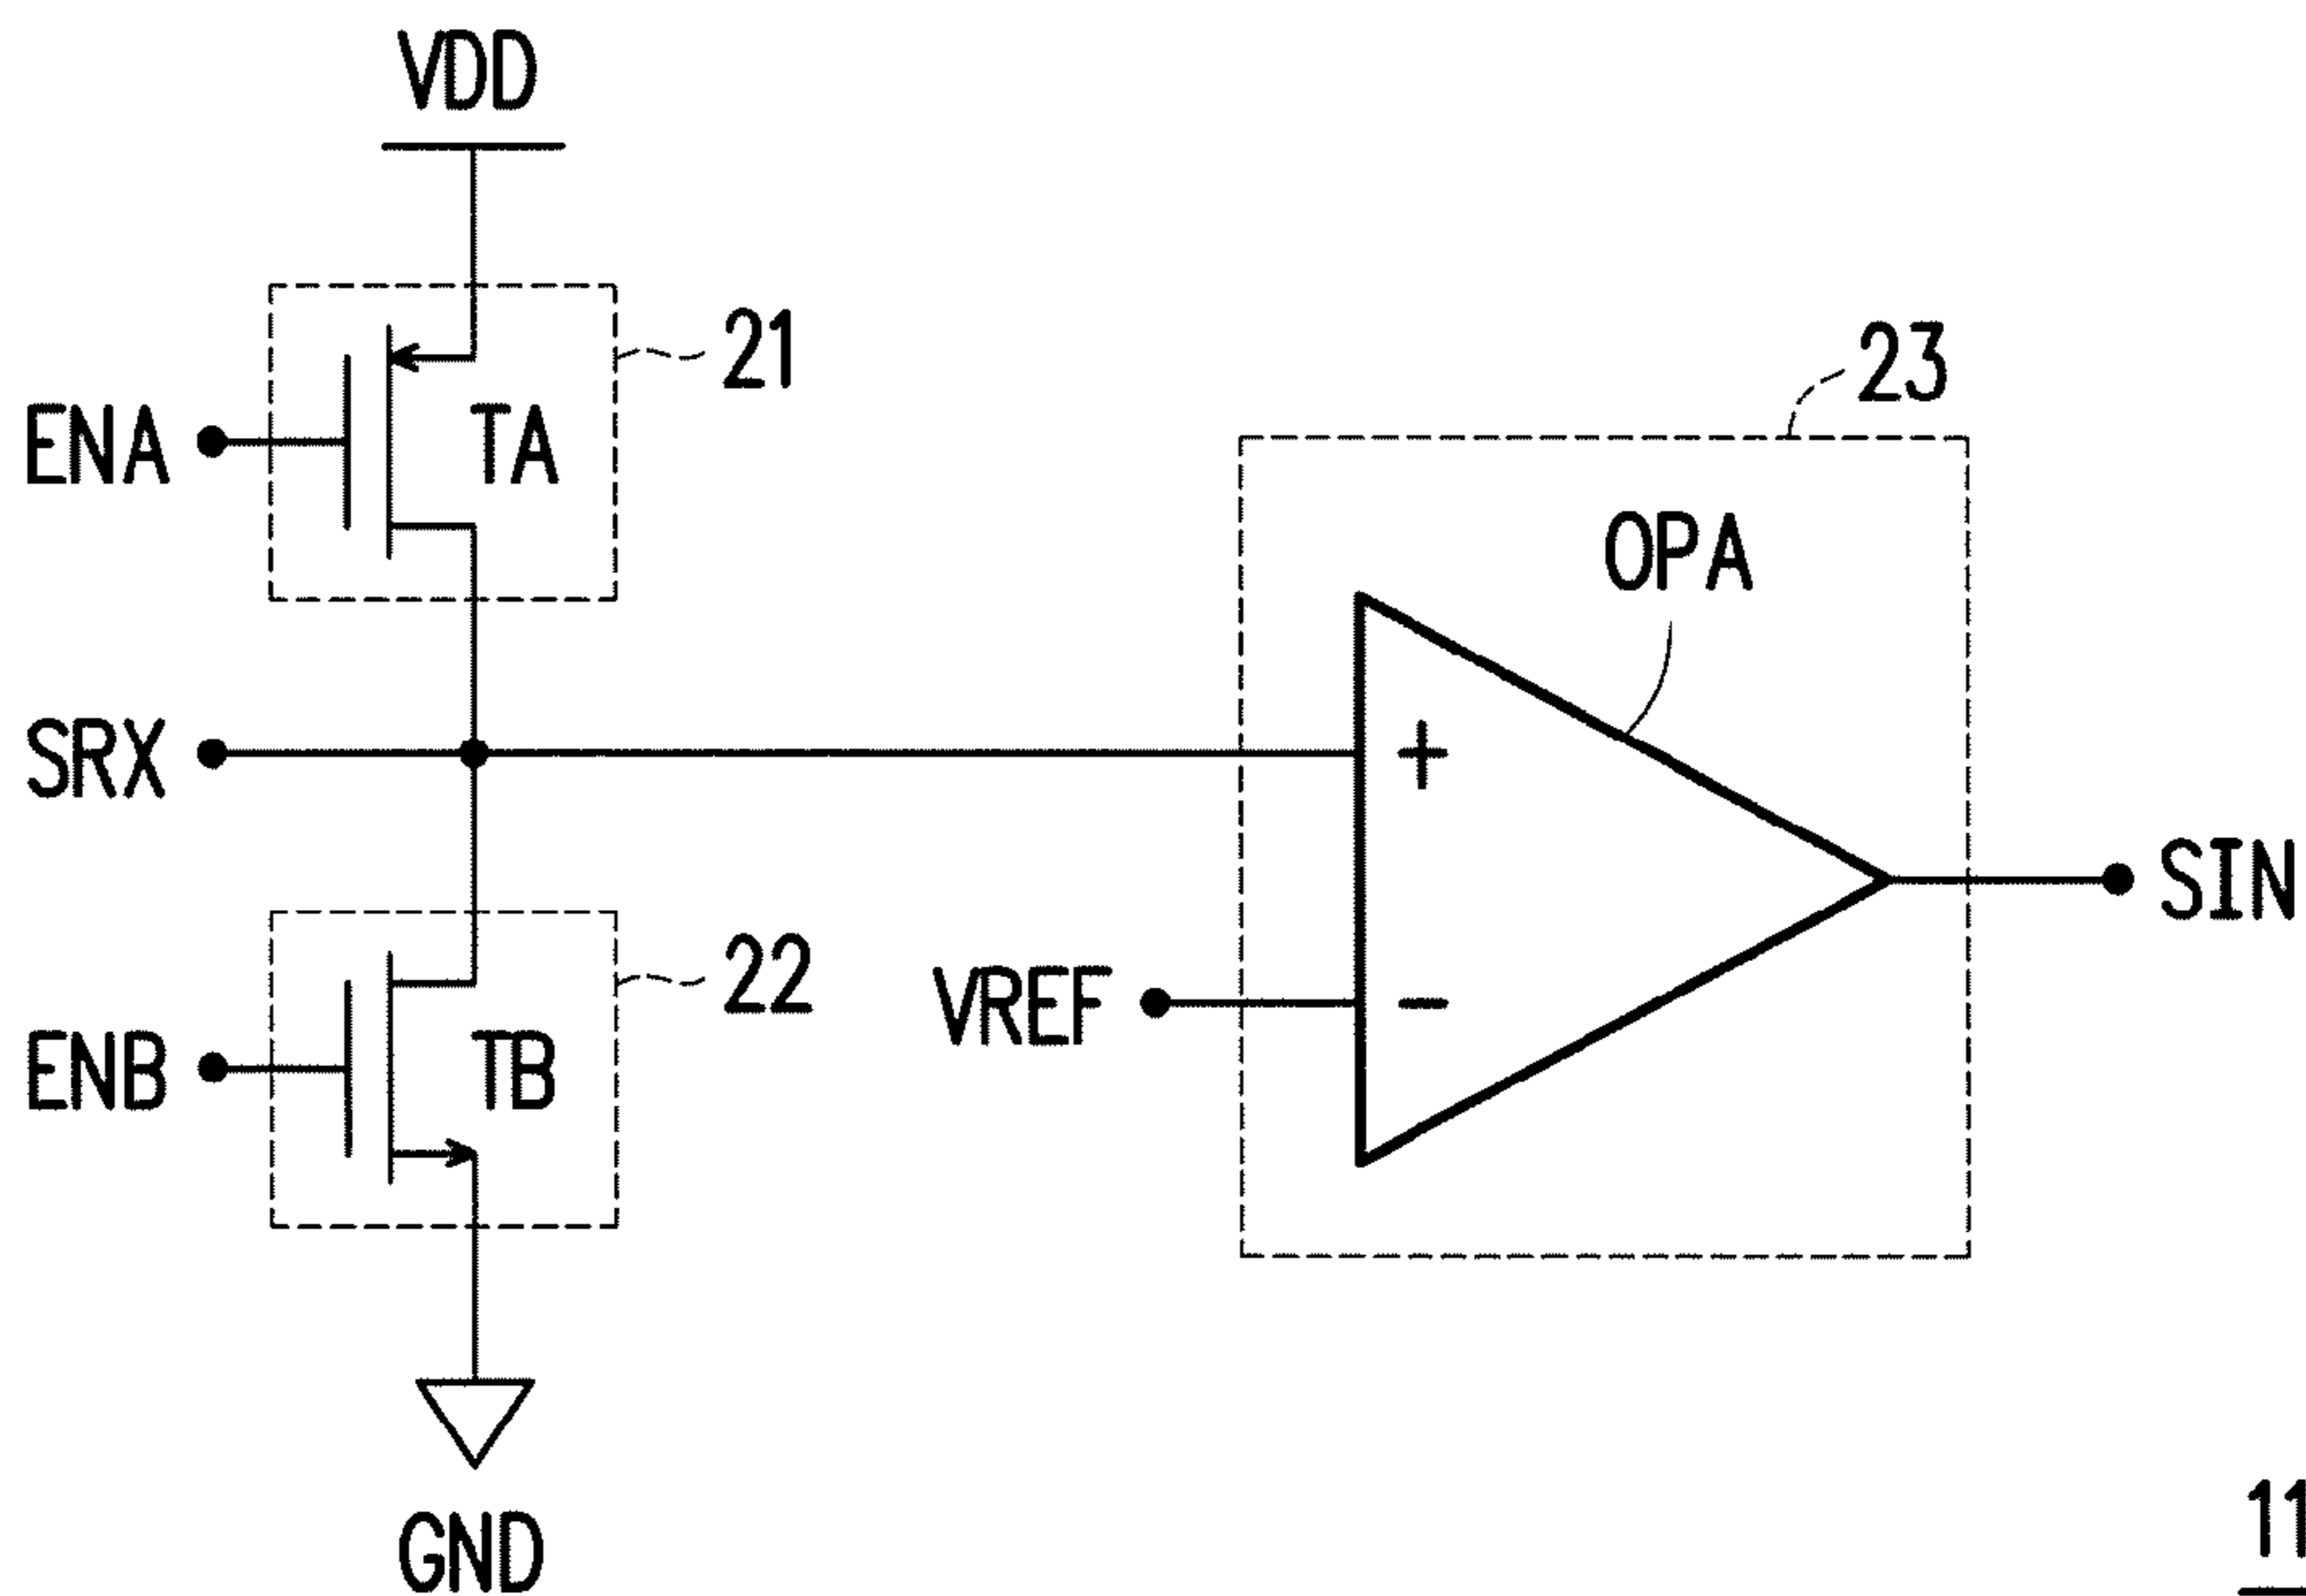 VDD
21
23
ENA
TA
OPA
SRX
+
SIN
22
VREF
-
ENB
TB
GND
11